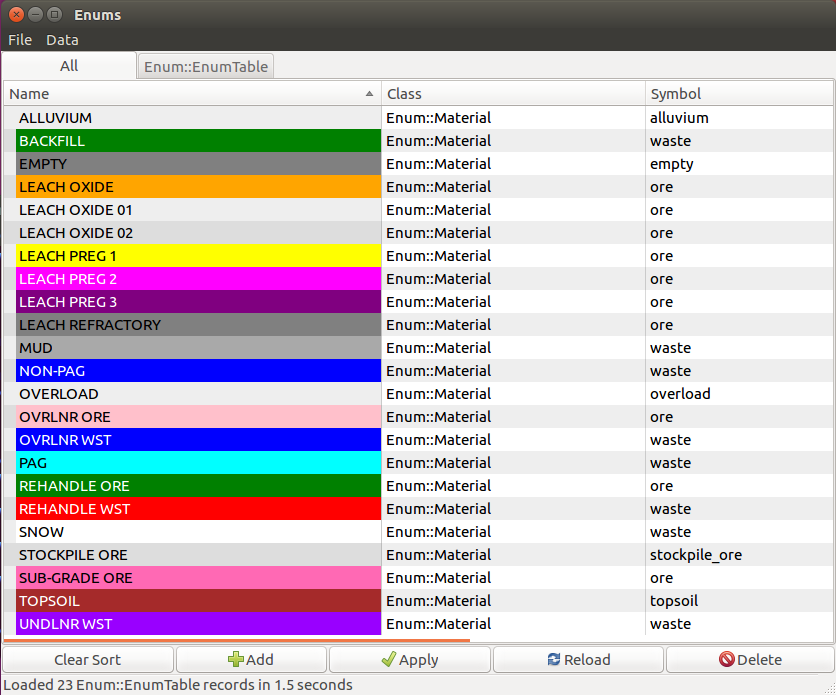 Enums
File Data
All Enum::EnumTable
Name Class Symbol
ALLUVIUM Enum::Material alluvium
BACKFILL Enum::Material waste
EMPTY Enum::Material empty
LEACH OXIDE Enum::Material ore
LEACH OXIDE 01 Enum::Material ore
LEACH OXIDE 02 Enum::Material ore
LEACH PREG 1 Enum::Material ore
LEACH PREG 2 Enum::Material ore
LEACH PREG 3 Enum::Material ore
LEACH REFRACTORY Enum::Material ore
MUD Enum::Material waste
NON-PAG Enum::Material waste
OVERLOAD Enum::Material overload
OVRLNR ORE Enum::Material ore
OVRLNR WST Enum::Material waste
PAG Enum::Material waste
REHANDLE ORE Enum::Material ore
REHANDLE WST Enum::Material waste
SNOW Enum::Material waste
STOCKPILE ORE Enum::Material stockpile_ore
SUB-GRADE ORE Enum::Material ore
TOPSOIL Enum::Material topsoil
UNDLNR WST Enum::Material waste
Clear Sort Add Apply Reload Delete
Loaded 23 Enum::EnumTable records in 1.5 seconds